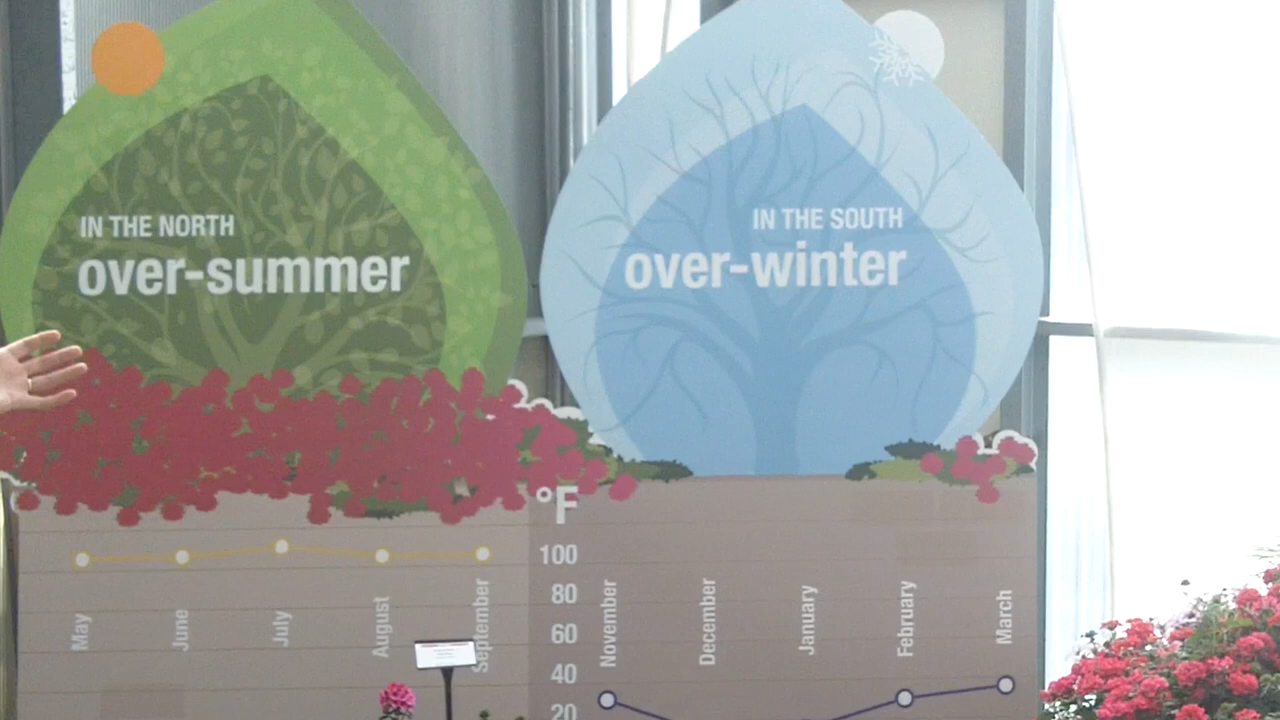 IN THE NORTH
over-summer
IN THE SOUTH
over-winter
°F
100
80
60
40
20
May
June
July
August
September
November
December
January
February
March